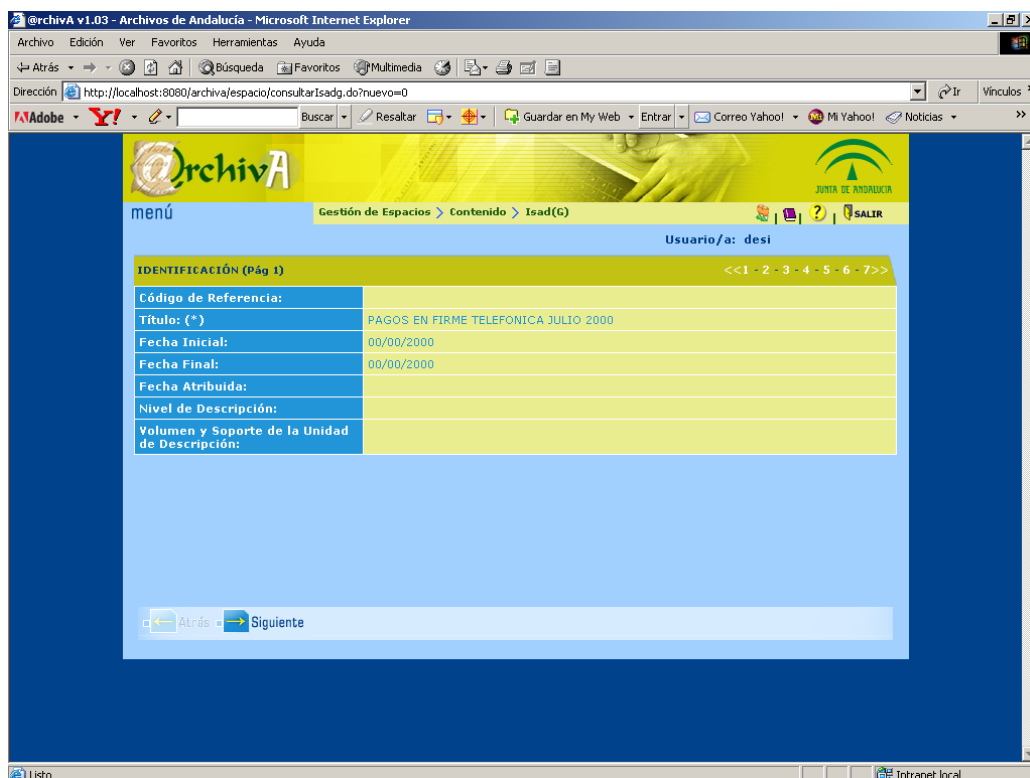 @rchivA v1.03 - Archivos de Andalucía - Microsoft Internet Explorer
Archivo Edición Ver Favoritos Herramientas Ayuda
Atrás Búsqueda Favoritos Multimedia
Dirección http://localhost:8080/archiva/espacio/consultarIsadg.do?nuevo=0 Ir Vínculos
Adobe Y! Buscar Resaltar Guardar en My Web Entrar Correo Yahoo! Mi Yahoo! Noticias >>
@rchivA
JUNTA DE ANDALUCIA
menú Gestión de Espacios > Contenido > Isad(G) | | ? | SALIR
Usuario/a: desi
IDENTIFICACIÓN (Pág 1) <<1 - 2 - 3 - 4 - 5 - 6 - 7>>
Código de Referencia:
Título: (*) PAGOS EN FIRME TELEFONICA JULIO 2000
Fecha Inicial: 00/00/2000
Fecha Final: 00/00/2000
Fecha Atribuida:
Nivel de Descripción:
Volumen y Soporte de la Unidad
de Descripción:
Atrás Siguiente
Listo Intranet local